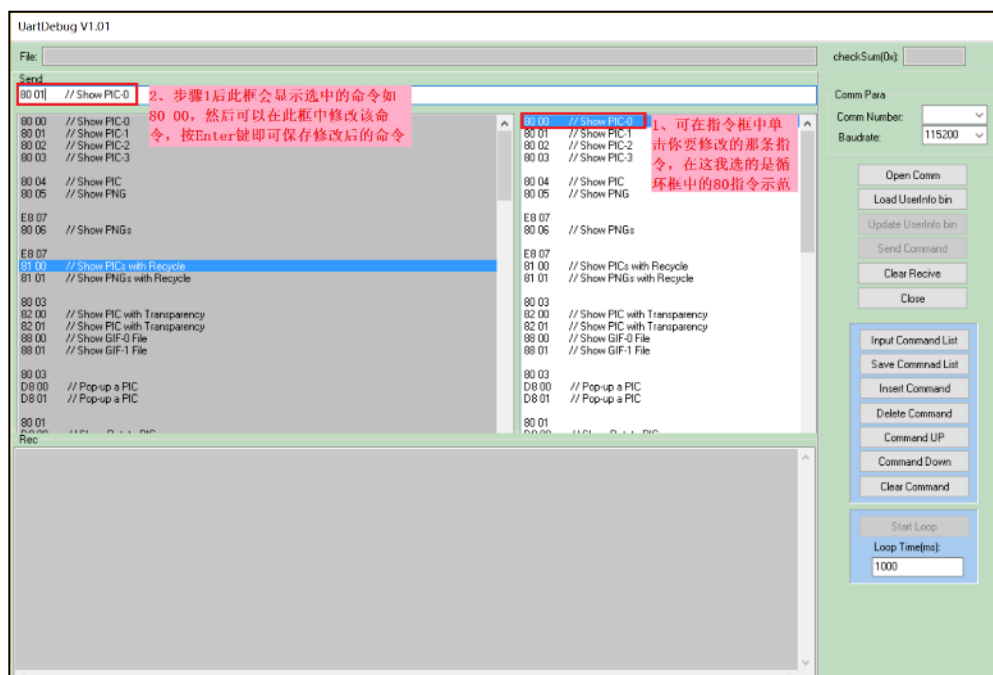 UartDebug V1.01
File:
checkSum(0x):
Send
80 01 // Show PIC-0
2、步骤1后此框会显示选中的命令如
80 00，然后可以在此框中修改该命
令，按Enter键即可保存修改后的命令
80 00 // Show PIC-0
80 01 // Show PIC-1
80 02 // Show PIC-2
80 03 // Show PIC-3
80 04 // Show PIC
80 05 // Show PNG
E8 07
80 06 // Show PNGs
E8 07
81 00 // Show PICs with Recycle
81 01 // Show PNGs with Recycle
80 03
82 00 // Show PIC with Transparency
82 01 // Show PIC with Transparency
88 00 // Show GIF-0 File
88 01 // Show GIF-1 File
80 03
D8 00 // Pop-up a PIC
D8 01 // Pop-up a PIC
80 01
80 00 // Show PIC-0
80 01 // Show PIC-1
80 02 // Show PIC-2
80 03 // Show PIC-3
80 04 // Show PIC
80 05 // Show PNG
E8 07
80 06 // Show PNGs
E8 07
81 00 // Show PICs with Recycle
81 01 // Show PNGs with Recycle
80 03
82 00 // Show PIC with Transparency
82 01 // Show PIC with Transparency
88 00 // Show GIF-0 File
88 01 // Show GIF-1 File
80 03
D8 00 // Pop-up a PIC
D8 01 // Pop-up a PIC
80 01
1、可在指令框中单
击你要修改的那条指
令，在这我选的是循
环框中的80指令示范
Rec
Comm Para
Comm Number:
Baudrate: 115200
Open Comm
Load UserInfo bin
Update UserInfo bin
Send Command
Clear Recive
Close
Input Command List
Save Commnad List
Insert Command
Delete Command
Command UP
Command Down
Clear Command
Start Loop
Loop Time(ms):
1000